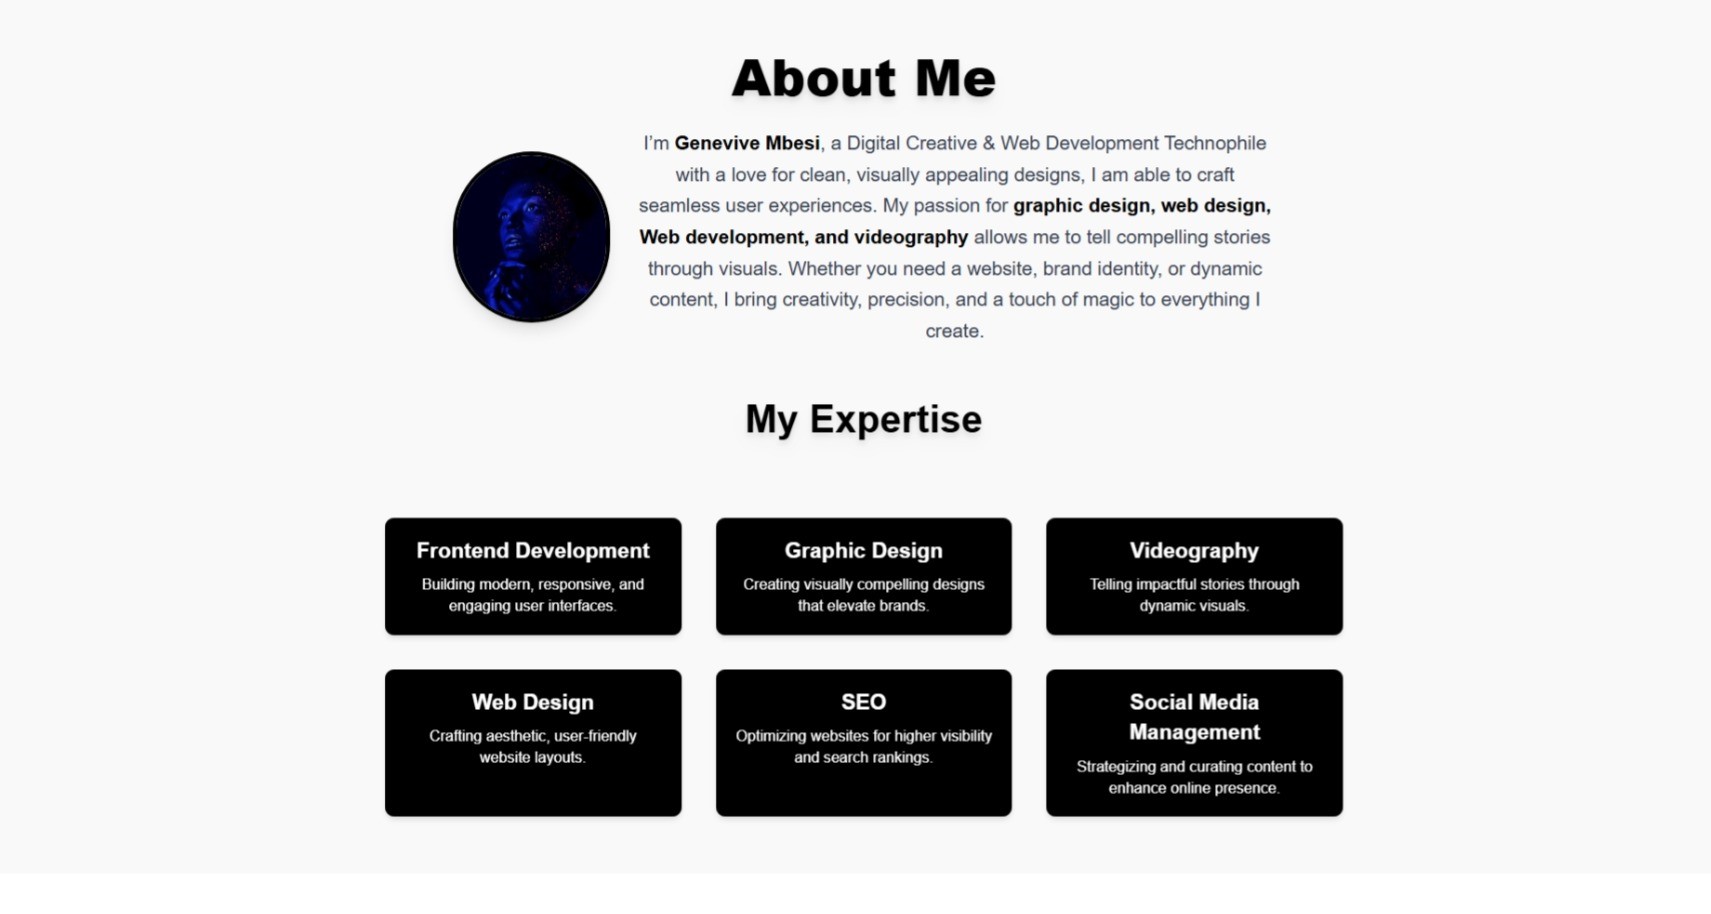 About Me
I’m Genevive Mbesi, a Digital Creative & Web Development Technophile
with a love for clean, visually appealing designs, I am able to craft
seamless user experiences. My passion for graphic design, web design,
Web development, and videography allows me to tell compelling stories
through visuals. Whether you need a website, brand identity, or dynamic
content, I bring creativity, precision, and a touch of magic to everything I
create.
My Expertise
Frontend Development
Building modern, responsive, and
engaging user interfaces.
Graphic Design
Creating visually compelling designs
that elevate brands.
Videography
Telling impactful stories through
dynamic visuals.
Web Design
Crafting aesthetic, user-friendly
website layouts.
SEO
Optimizing websites for higher visibility
and search rankings.
Social Media
Management
Strategizing and curating content to
enhance online presence.